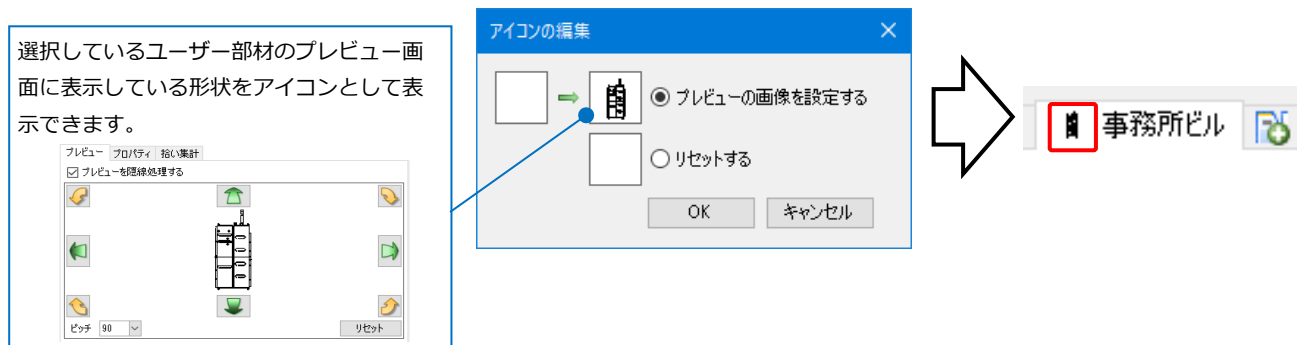 選択しているユーザー部材のプレビュー画
面に表示している形状をアイコンとして表
示できます。
プレビュー プロパティ 拾い集計
プレビューを隠線処理する
ピッチ 90
リセット
アイコンの編集
プレビューの画像を設定する
リセットする
OK キャンセル
事務所ビル